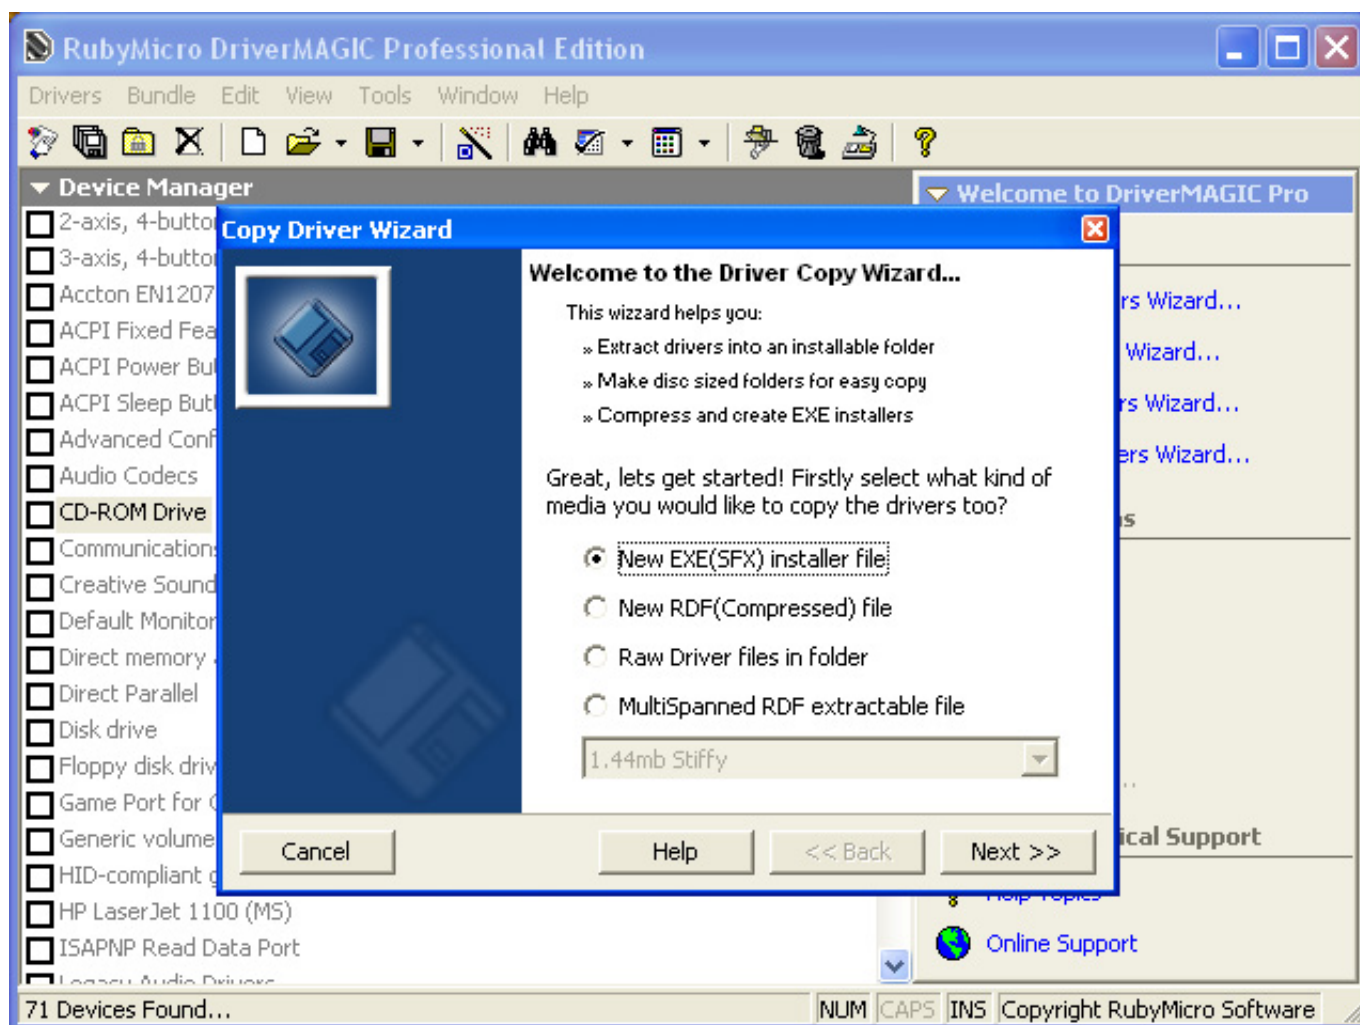 RubyMicro DriverMAGIC Professional Edition
Drivers Bundle Edit View Tools Window Help
Device Manager
2-axis, 4-butto
3-axis, 4-butto
Accton EN1207
ACPI Fixed Fea
ACPI Power But
ACPI Sleep Butt
Advanced Conf
Audio Codecs
CD-ROM Drive
Communications
Creative Sound
Default Monitor
Direct memory
Direct Parallel
Disk drive
Floppy disk driv
Game Port for C
Generic volume
HID-compliant g
HP LaserJet 1100 (MS)
ISAPNP Read Data Port
Legacy Audio Drivers
Copy Driver Wizard
Welcome to the Driver Copy Wizard...
This wizzard helps you:
» Extract drivers into an installable folder
» Make disc sized folders for easy copy
» Compress and create EXE installers
Great, lets get started! Firstly select what kind of
media you would like to copy the drivers too?
New EXE(SFX) installer file
New RDF(Compressed) file
Raw Driver files in folder
MultiSpanned RDF extractable file
1.44mb Stiffy
Cancel
Help
<< Back
Next >>
Welcome to DriverMAGIC Pro
rs Wizard...
Wizard...
rs Wizard...
ers Wizard...
ns
..
ical Support
Help Topics
Online Support
71 Devices Found...
NUM CAPS INS Copyright RubyMicro Software